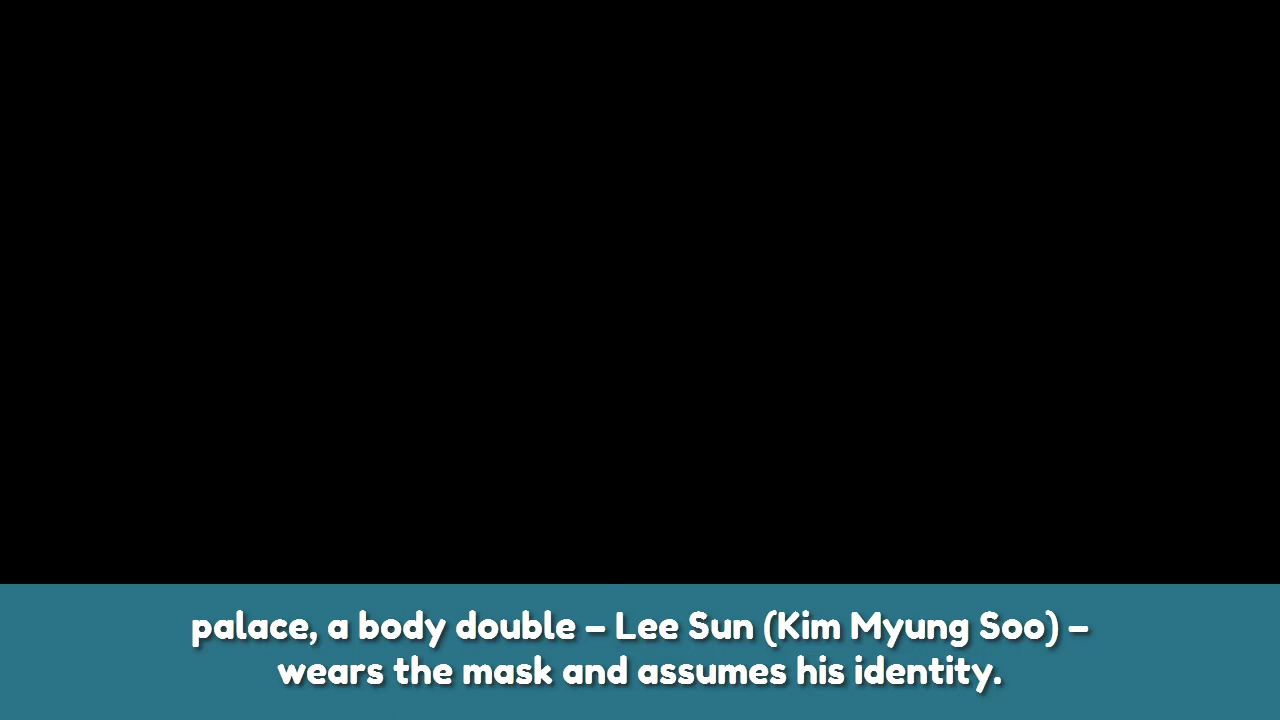 palace, a body double – Lee Sun (Kim Myung Soo) –
wears the mask and assumes his identity.